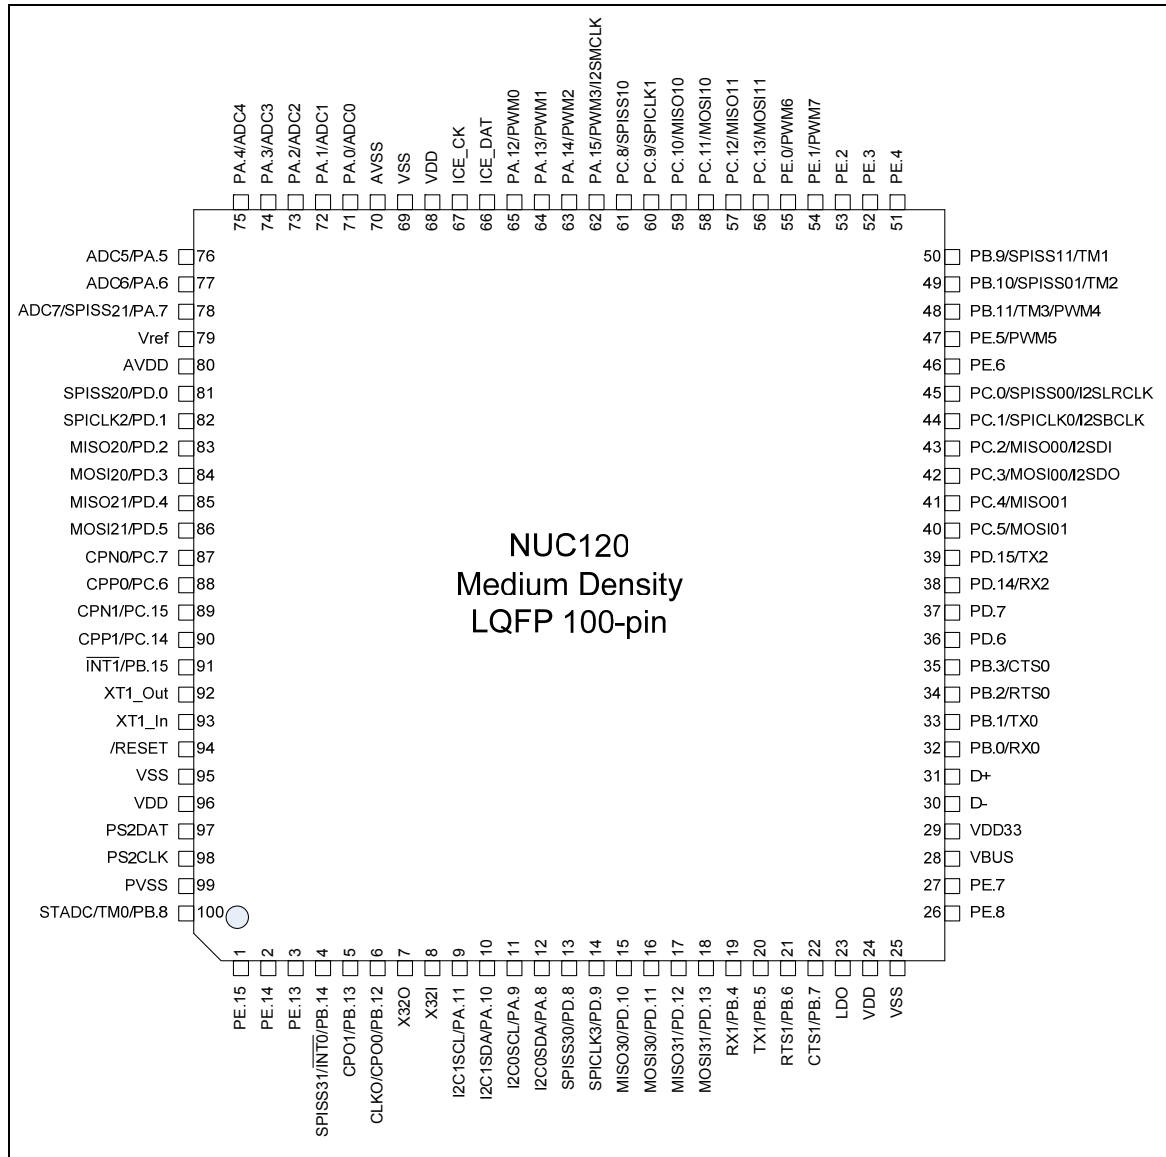 PA.4/ADC4
PA.3/ADC3
PA.2/ADC2
PA.1/ADC1
PA.0/ADC0
AVSS
VSS
VDD
ICE_CK
ICE_DAT
PA.12/PWM0
PA.13/PWM1
PA.14/PWM2
PA.15/PWM3/I2SMCLK
PC.8/SPISS10
PC.9/SPICLK1
PC.10/MISO10
PC.11/MOSI10
PC.12/MISO11
PC.13/MOSI11
PE.0/PWM6
PE.1/PWM7
PE.2
PE.3
PE.4
75
74
73
72
71
70
69
68
67
66
65
64
63
62
61
60
59
58
57
56
55
54
53
52
51
ADC5/PA.5 76
ADC6/PA.6 77
ADC7/SPISS21/PA.7 78
Vref 79
AVDD 80
SPISS20/PD.0 81
SPICLK2/PD.1 82
MISO20/PD.2 83
MOSI20/PD.3 84
MISO21/PD.4 85
MOSI21/PD.5 86
CPN0/PC.7 87
CPP0/PC.6 88
CPN1/PC.15 89
CPP1/PC.14 90
INT1/PB.15 91
XT1_Out 92
XT1_In 93
/RESET 94
VSS 95
VDD 96
PS2DAT 97
PS2CLK 98
PVSS 99
STADC/TM0/PB.8 100
NUC120
Medium Density
LQFP 100-pin
50 PB.9/SPISS11/TM1
49 PB.10/SPISS01/TM2
48 PB.11/TM3/PWM4
47 PE.5/PWM5
46 PE.6
45 PC.0/SPISS00/I2SLRCLK
44 PC.1/SPICLK0/I2SBCLK
43 PC.2/MISO00/I2SDI
42 PC.3/MOSI00/I2SDO
41 PC.4/MISO01
40 PC.5/MOSI01
39 PD.15/TX2
38 PD.14/RX2
37 PD.7
36 PD.6
35 PB.3/CTS0
34 PB.2/RTS0
33 PB.1/TX0
32 PB.0/RX0
31 D+
30 D-
29 VDD33
28 VBUS
27 PE.7
26 PE.8
1
2
3
4
5
6
7
8
9
10
11
12
13
14
15
16
17
18
19
20
21
22
23
24
25
PE.15
PE.14
PE.13
SPISS31/INT0/PB.14
CPO1/PB.13
CLKO/CPO0/PB.12
X32O
X32I
I2C1SCL/PA.11
I2C1SDA/PA.10
I2C0SCL/PA.9
I2C0SDA/PA.8
SPISS30/PD.8
SPICLK3/PD.9
MISO30/PD.10
MOSI30/PD.11
MISO31/PD.12
MOSI31/PD.13
RX1/PB.4
TX1/PB.5
RTS1/PB.6
CTS1/PB.7
LDO
VDD
VSS